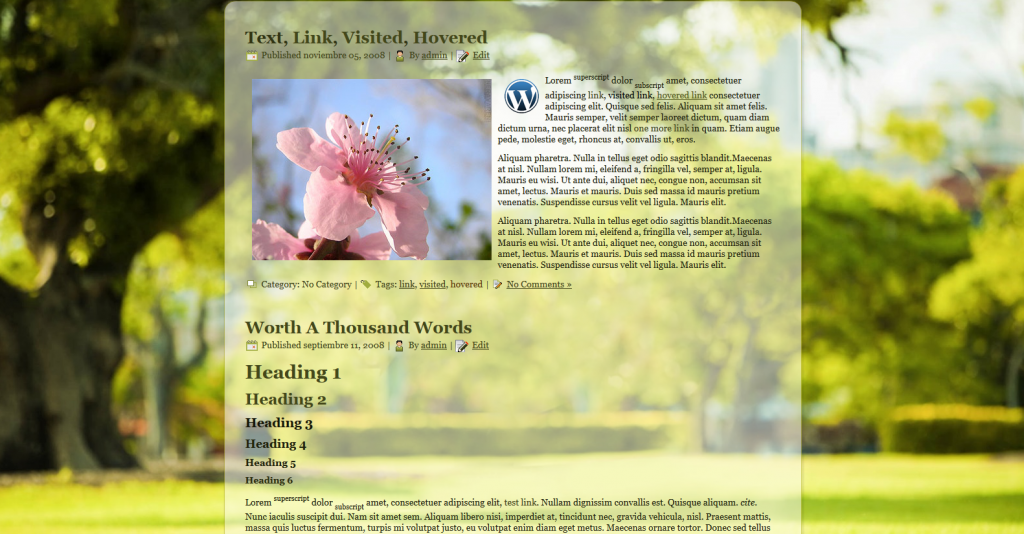 Text, Link, Visited, Hovered
Published noviembre 05, 2008 | By admin | Edit
Lorem superscript dolor subscript amet, consectetuer
adipiscing link, visited link, hovered link consectetuer
adipiscing elit. Quisque sed felis. Aliquam sit amet felis.
Mauris semper, velit semper laoreet dictum, quam diam
dictum urna, nec placerat elit nisl one more link in quam. Etiam augue
pede, molestie eget, rhoncus at, convallis ut, eros.
Aliquam pharetra. Nulla in tellus eget odio sagittis blandit.Maecenas
at nisl. Nullam lorem mi, eleifend a, fringilla vel, semper at, ligula.
Mauris eu wisi. Ut ante dui, aliquet nec, congue non, accumsan sit
amet, lectus. Mauris et mauris. Duis sed massa id mauris pretium
venenatis. Suspendisse cursus velit vel ligula. Mauris elit.
Aliquam pharetra. Nulla in tellus eget odio sagittis blandit.Maecenas
at nisl. Nullam lorem mi, eleifend a, fringilla vel, semper at, ligula.
Mauris eu wisi. Ut ante dui, aliquet nec, congue non, accumsan sit
amet, lectus. Mauris et mauris. Duis sed massa id mauris pretium
venenatis. Suspendisse cursus velit vel ligula. Mauris elit.
Category: No Category | Tags: link, visited, hovered | No Comments »
Worth A Thousand Words
Published septiembre 11, 2008 | By admin | Edit
Heading 1
Heading 2
Heading 3
Heading 4
Heading 5
Heading 6
Lorem superscript dolor subscript amet, consectetuer adipiscing elit, test link. Nullam dignissim convallis est. Quisque aliquam. cite.
Nunc iaculis suscipit dui. Nam sit amet sem. Aliquam libero nisi, imperdiet at, tincidunt nec, gravida vehicula, nisl. Praesent mattis,
massa quis luctus fermentum, turpis mi volutpat justo, eu volutpat enim diam eget metus. Maecenas ornare tortor. Donec sed tellus